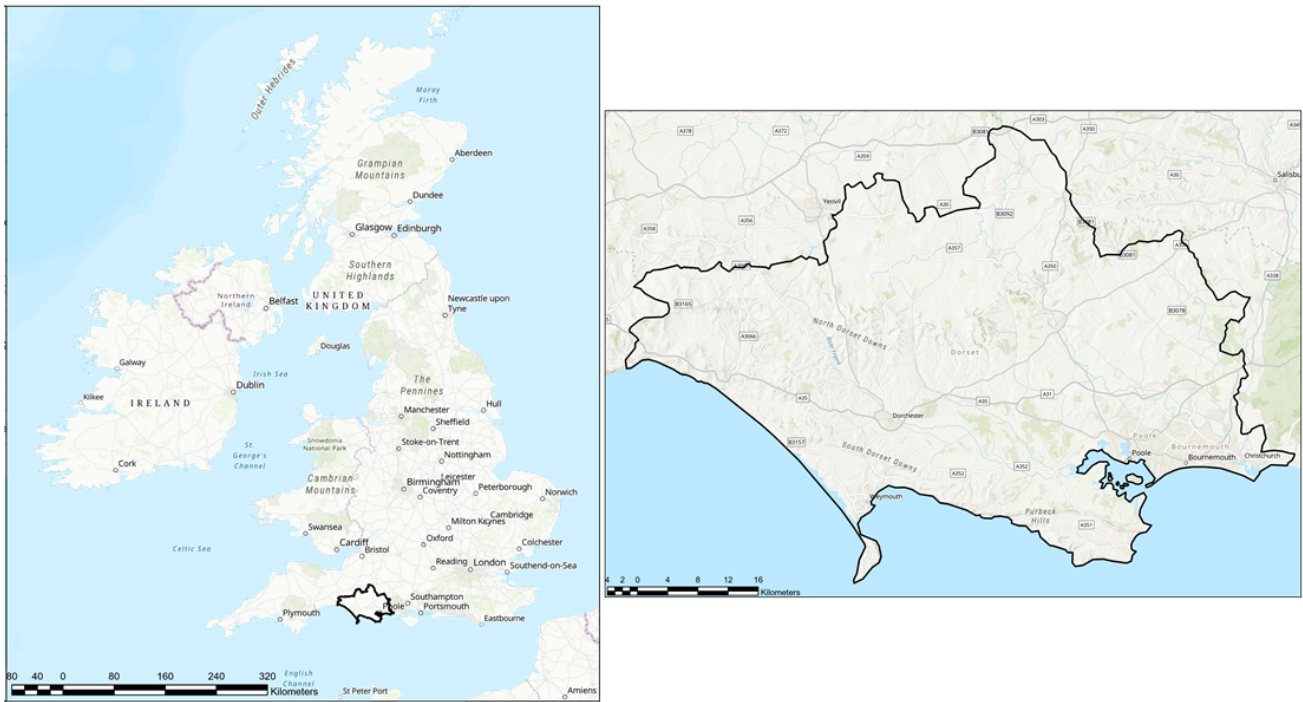 Outer Hebrides
Moray
Firth
Grampian
Mountains
Aberdeen
Dundee
Glasgow
Edinburgh
Southern
Highlands
Northern
Ireland
Belfast
UNITED
KINGDOM
Newcastle upon
Tyne
Douglas
Galway
Irish Sea
The
Pennines
Dublin
Kilkee
IRELAND
Manchester
Hull
Sheffield
St.
George's
Channel
Snowdonia
National Park
Stoke-on-Trent
Nottingham
Cork
Cambrian
Mountains
Leicester
Birmingham
Coventry
Peterborough
Norwich
Milton Keynes
Cambridge
Swansea
Oxford
Colchester
Celtic Sea
Cardiff
Bristol
Reading
London
Southend-on-Sea
Southampton
Poole
Portsmouth
Plymouth
Eastbourne
English
Channel
80 40 0 80 160 240 320
Kilometers
St Peter Port
Amiens
A378
A372
B3081
A303
A350
A345
A359
A30
Salisbu
Yeovil
A30
B3092
A356
A358
B3081
A357
A350
B3081
A338
B3165
B3078
North Dorset Downs
A3066
Dorset
A35
A31
A35
Dorchester
B3157
South Dorset Downs
Poole
Bournemouth
Poole
Bournemouth
Christchurch
A352
A352
Weymouth
Purbeck
Hills
A351
4 2 0 4 8 12 16
Kilometers